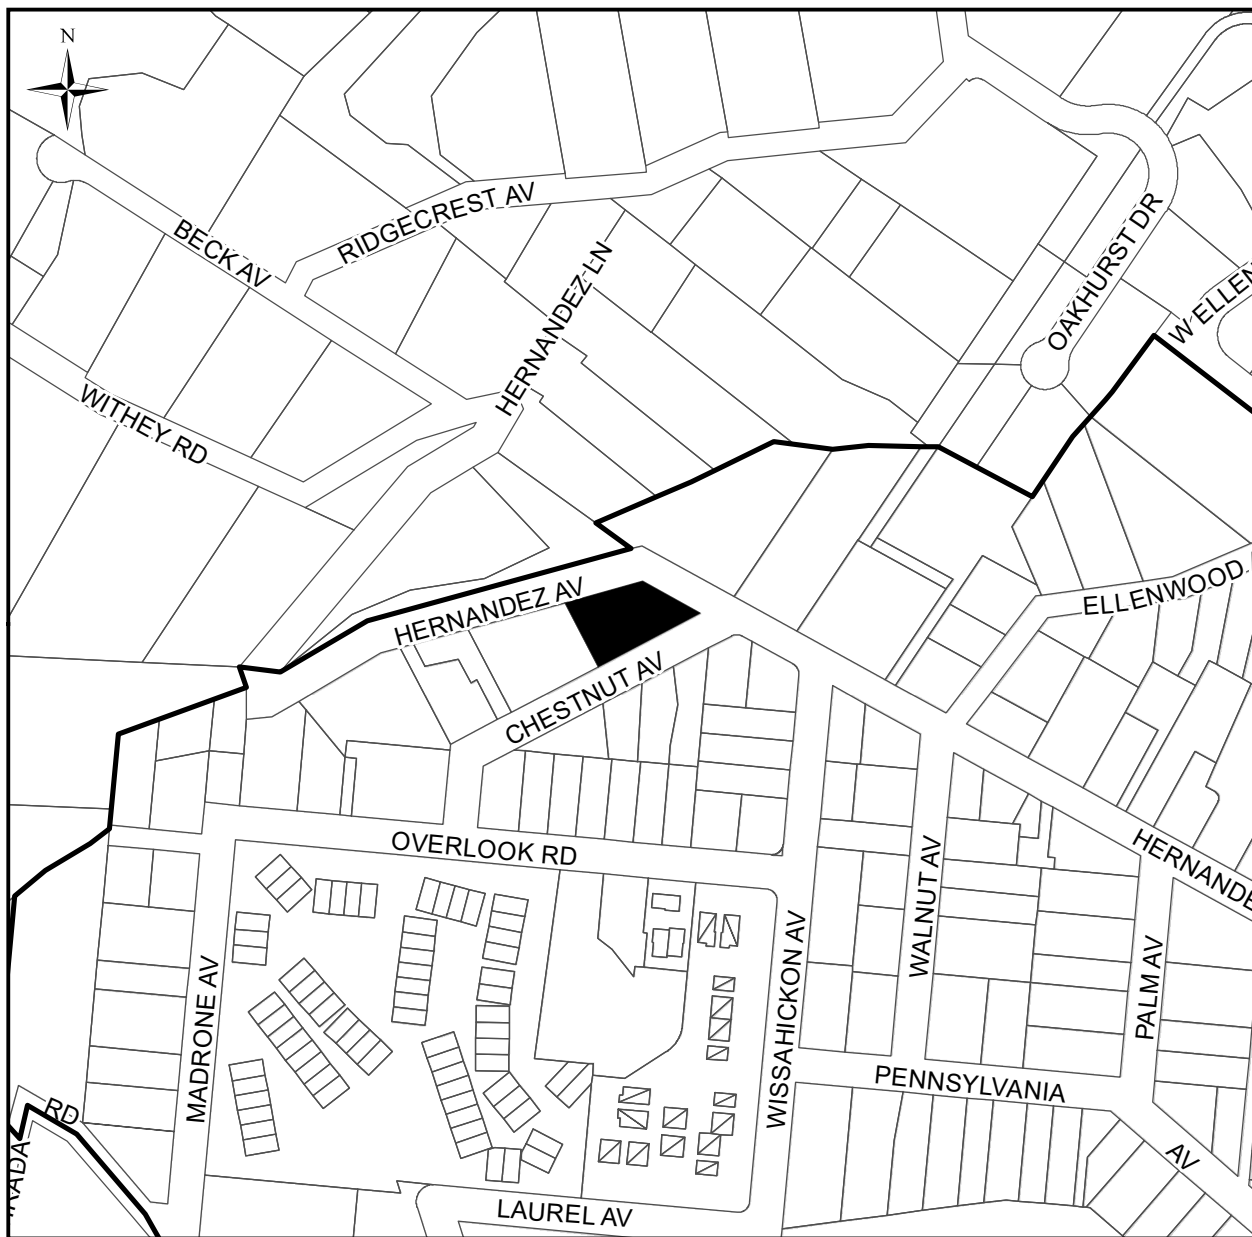 N
RIDGECREST AV
BECK AV
HERNANDEZ LN
OAKHURST DR
W ELLEN
WITHEY RD
HERNANDEZ AV
ELLENWOOD
CHESTNUT AV
OVERLOOK RD
WALNUT AV
HERNANDE
MADRONE AV
WISSAHICKON AV
PALM AV
PENNSYLVANIA
AV
RD
RADA
LAUREL AV